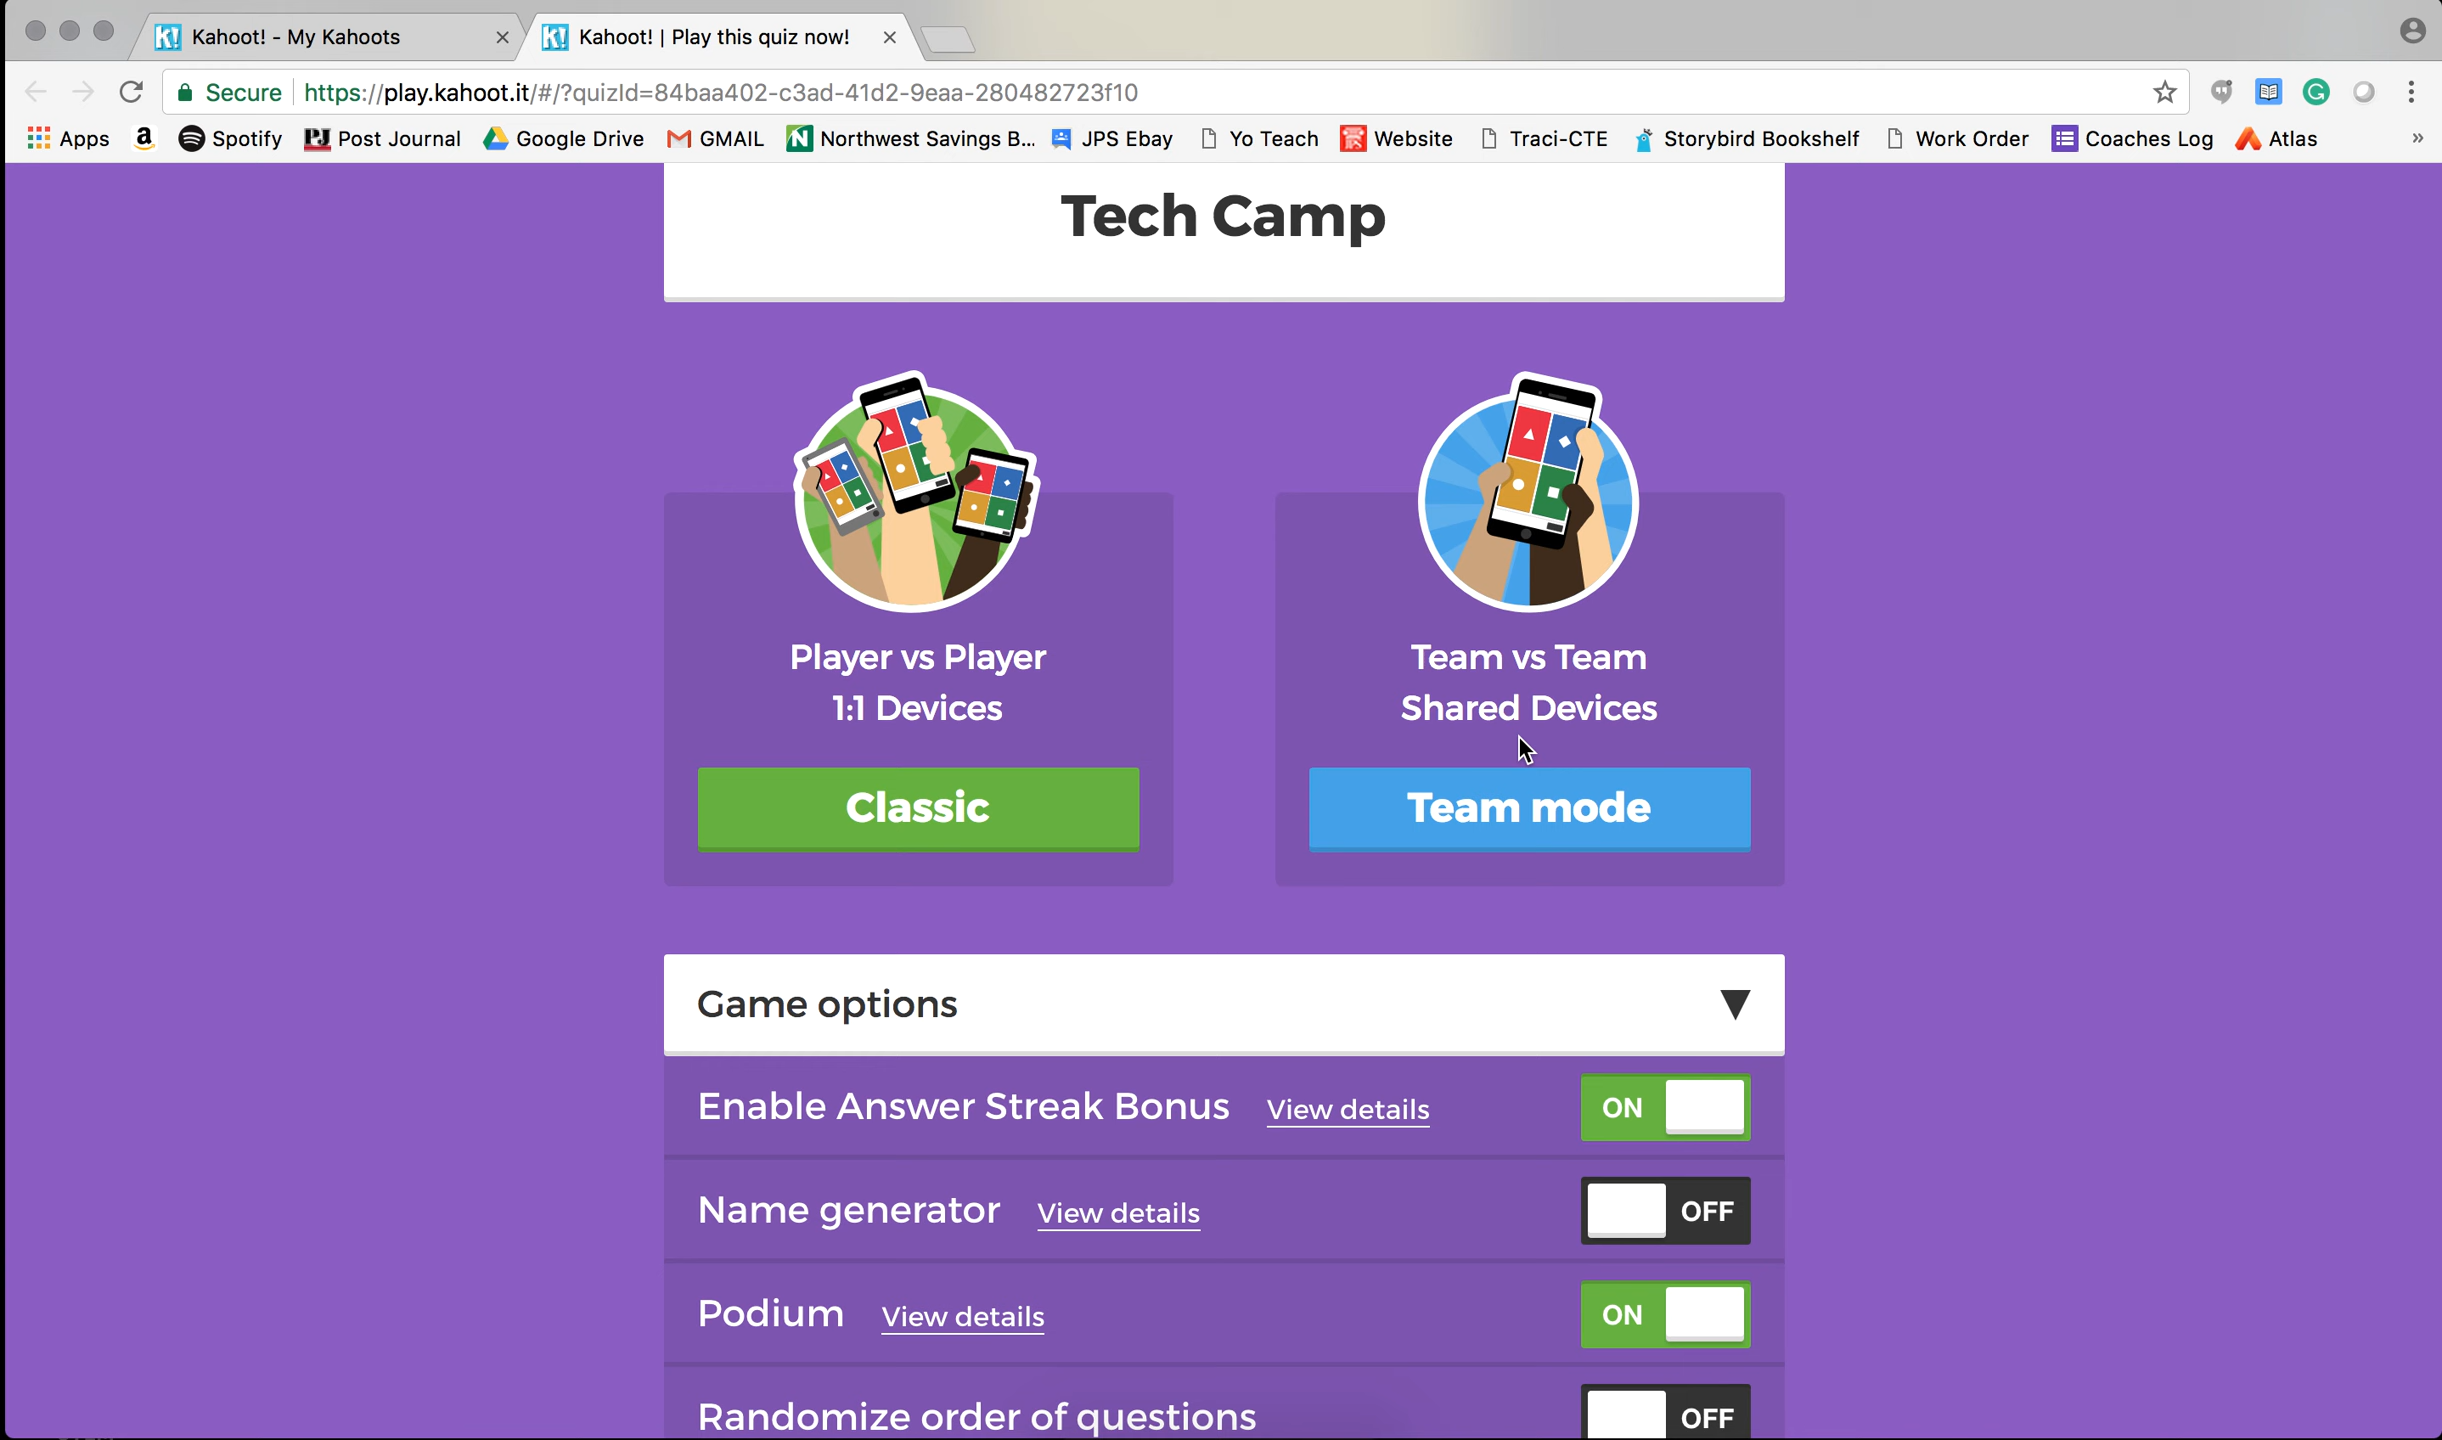 Kahoot! - My Kahoots
Kahoot! | Play this quiz now!
Secure https://play.kahoot.it/#/?quizId=84baa402-c3ad-41d2-9eaa-280482723f10
Apps Spotify Post Journal Google Drive GMAIL Northwest Savings B... JPS Ebay Yo Teach Website Traci-CTE Storybird Bookshelf Work Order Coaches Log Atlas »
Tech Camp
Player vs Player
1:1 Devices
Classic
Team vs Team
Shared Devices
Team mode
Game options
Enable Answer Streak Bonus View details ON
Name generator View details OFF
Podium View details ON
Randomize order of questions OFF